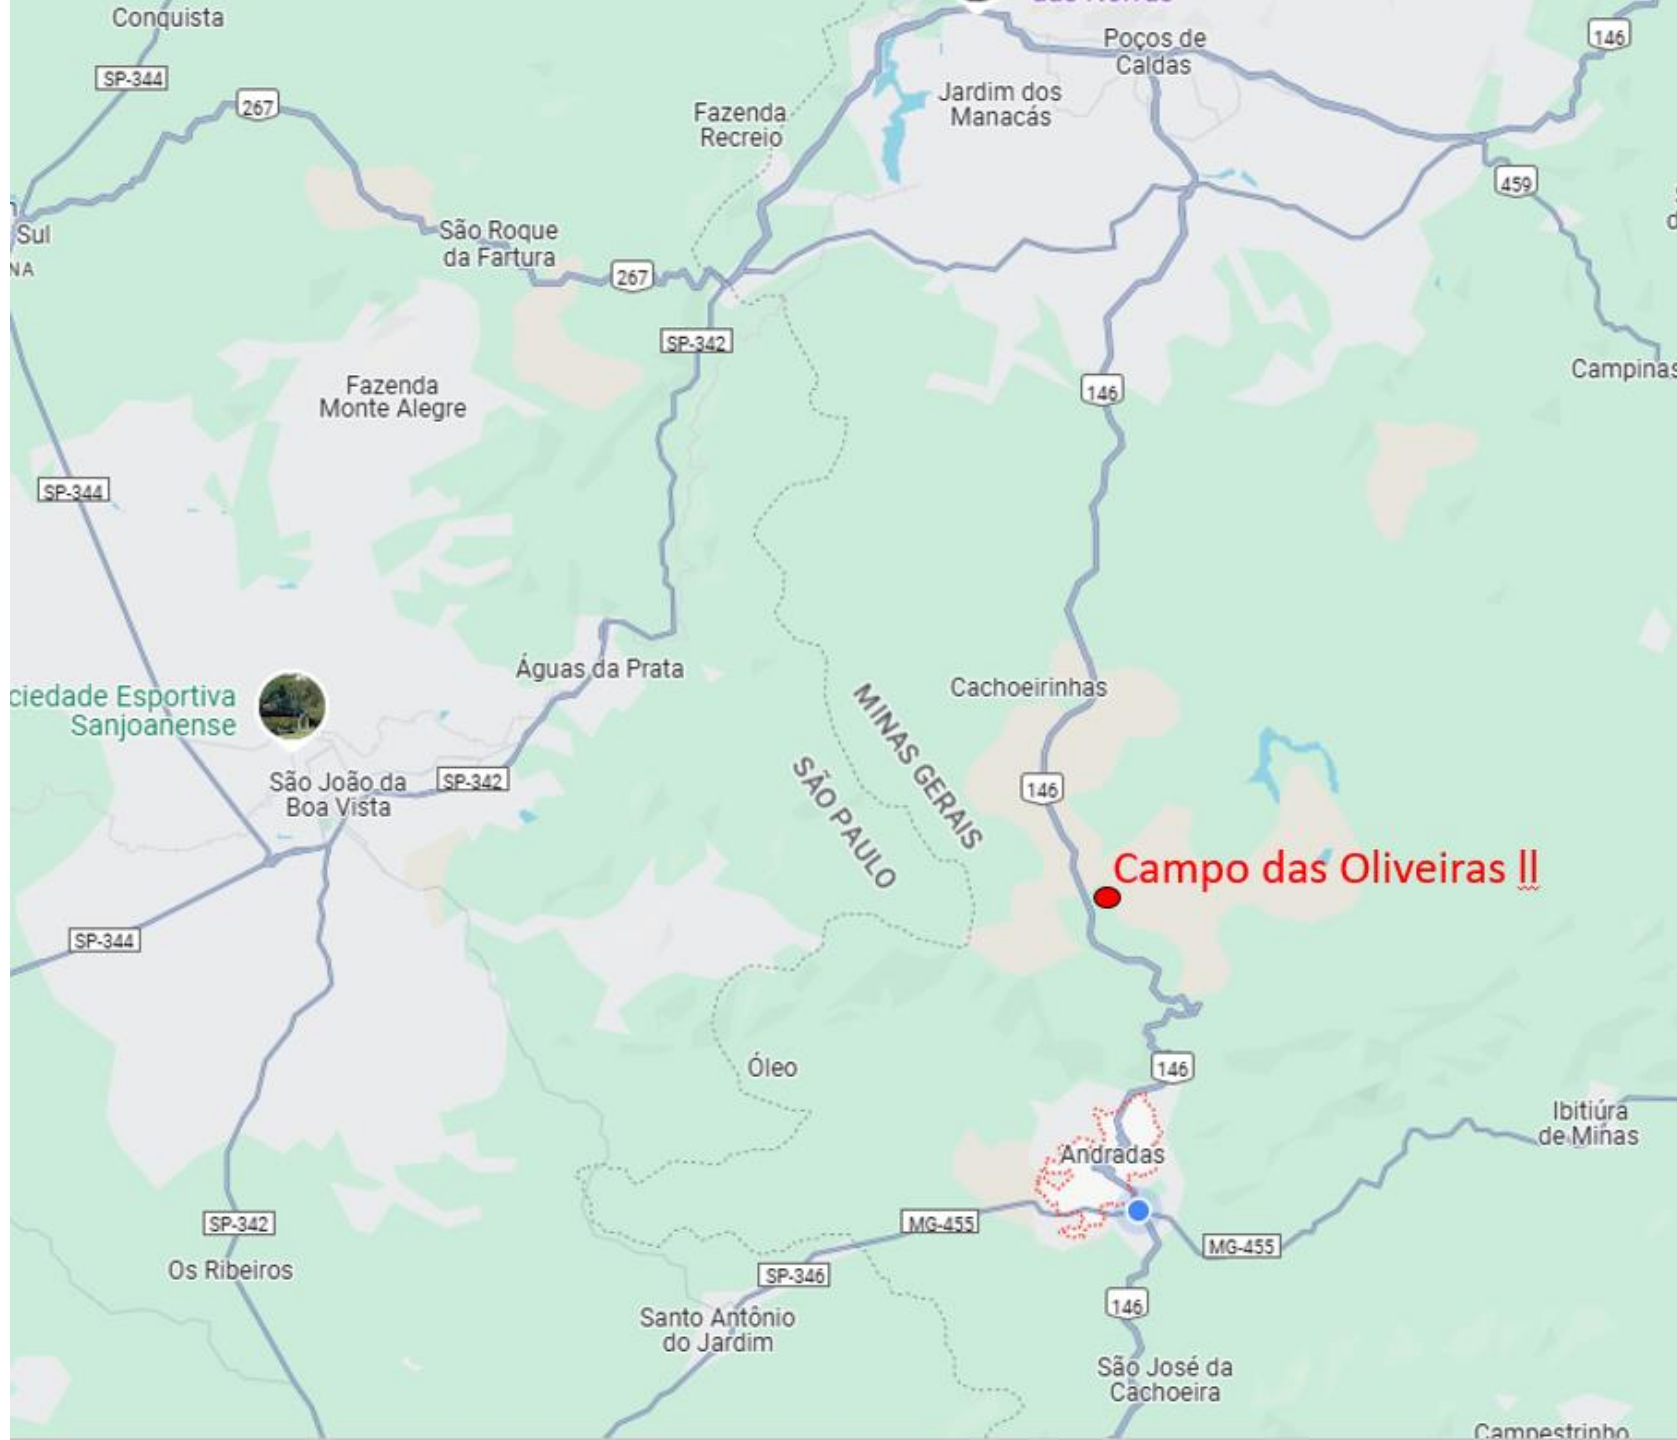 Conquista
146
Poços de
Caldas
SP-344
Jardim dos
Manacás
267
Fazenda
Recreio
459
São Roque
da Fartura
Sul
NA
267
SP-342
Campinas
Fazenda
Monte Alegre
146
SP-344
Águas da Prata
Cachoeirinhas
ciedade Esportiva
Sanjoanense
MINAS GERAIS
SÃO PAULO
São João da
Boa Vista
SP-342
146
Campo das Oliveiras ll
SP-344
Óleo
146
Ibitiúra
de Minas
Andradas
SP-342
MG-455
MG-455
Os Ribeiros
SP-346
146
Santo Antônio
do Jardim
São José da
Cachoeira
Campestrinho